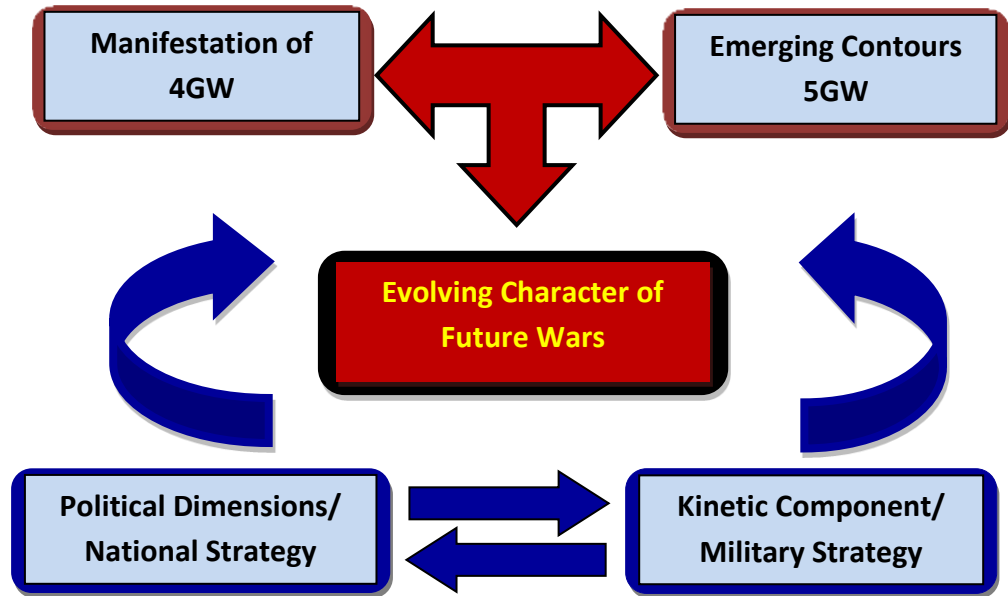 Manifestation of
4GW
Emerging Contours
5GW
Evolving Character of
Future Wars
Political Dimensions/
National Strategy
Kinetic Component/
Military Strategy